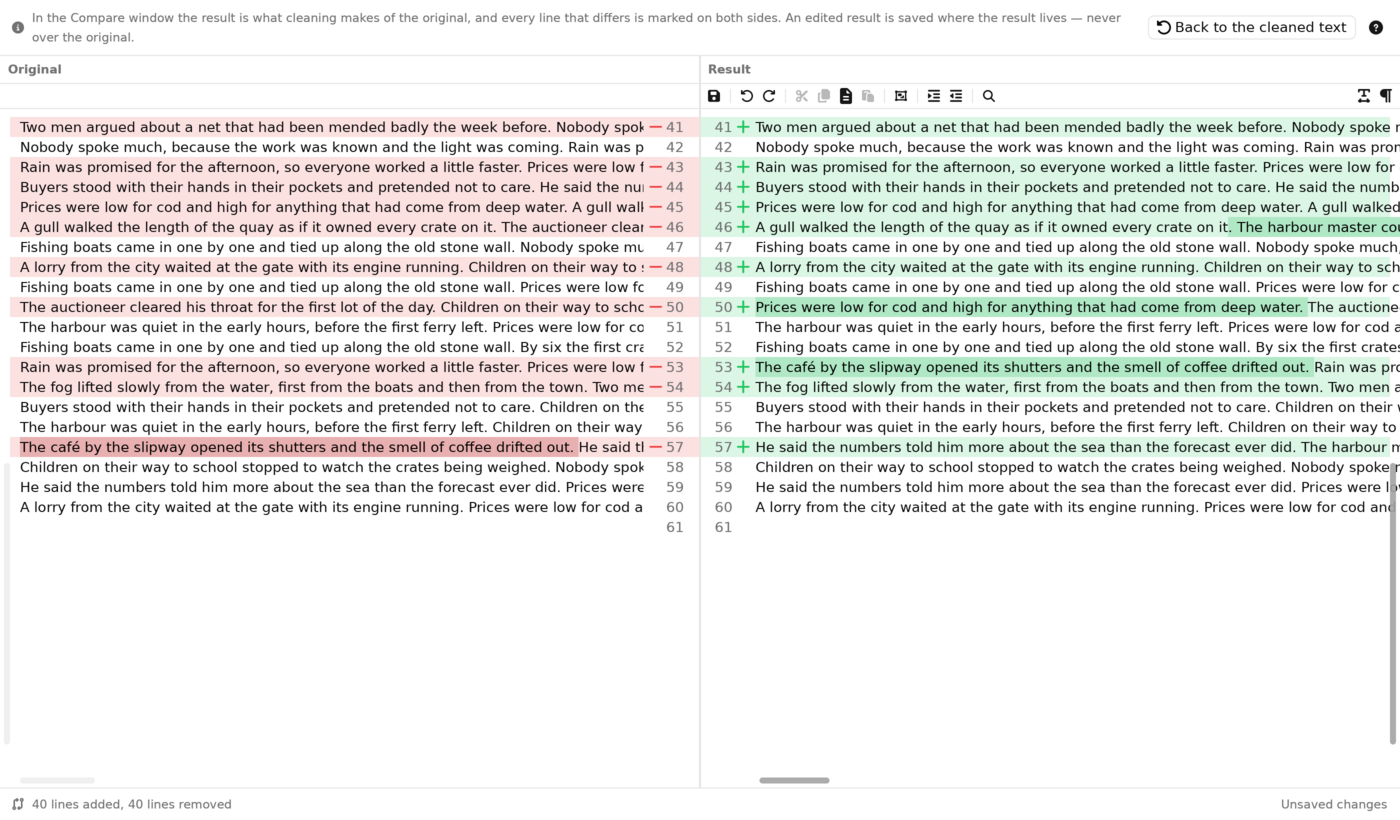 In the Compare window the result is what cleaning makes of the original, and every line that differs is marked on both sides. An edited result is saved where the result lives — never
over the original.
Back to the cleaned text
Original
Result
Two men argued about a net that had been mended badly the week before. Nobody spok — 41
Nobody spoke much, because the work was known and the light was coming. Rain was p 42
Rain was promised for the afternoon, so everyone worked a little faster. Prices were low f — 43
Buyers stood with their hands in their pockets and pretended not to care. He said the nu — 44
Prices were low for cod and high for anything that had come from deep water. A gull walk — 45
A gull walked the length of the quay as if it owned every crate on it. The auctioneer clear — 46
Fishing boats came in one by one and tied up along the old stone wall. Nobody spoke mu 47
A lorry from the city waited at the gate with its engine running. Children on their way to s — 48
Fishing boats came in one by one and tied up along the old stone wall. Prices were low fo 49
The auctioneer cleared his throat for the first lot of the day. Children on their way to scho — 50
The harbour was quiet in the early hours, before the first ferry left. Prices were low for co 51
Fishing boats came in one by one and tied up along the old stone wall. By six the first cra 52
Rain was promised for the afternoon, so everyone worked a little faster. Prices were low f — 53
The fog lifted slowly from the water, first from the boats and then from the town. Two me — 54
Buyers stood with their hands in their pockets and pretended not to care. Children on the 55
The harbour was quiet in the early hours, before the first ferry left. Children on their way 56
The café by the slipway opened its shutters and the smell of coffee drifted out. He said t — 57
Children on their way to school stopped to watch the crates being weighed. Nobody spok 58
He said the numbers told him more about the sea than the forecast ever did. Prices were 59
A lorry from the city waited at the gate with its engine running. Prices were low for cod a 60
61
41 + Two men argued about a net that had been mended badly the week before. Nobody spoke
42 Nobody spoke much, because the work was known and the light was coming. Rain was pro
43 + Rain was promised for the afternoon, so everyone worked a little faster. Prices were low for
44 + Buyers stood with their hands in their pockets and pretended not to care. He said the numb
45 + Prices were low for cod and high for anything that had come from deep water. A gull walked
46 + A gull walked the length of the quay as if it owned every crate on it. The harbour master cou
47 Fishing boats came in one by one and tied up along the old stone wall. Nobody spoke much,
48 + A lorry from the city waited at the gate with its engine running. Children on their way to sch
49 Fishing boats came in one by one and tied up along the old stone wall. Prices were low for c
50 + Prices were low for cod and high for anything that had come from deep water. The auctione
51 The harbour was quiet in the early hours, before the first ferry left. Prices were low for cod a
52 Fishing boats came in one by one and tied up along the old stone wall. By six the first crates
53 + The café by the slipway opened its shutters and the smell of coffee drifted out. Rain was pro
54 + The fog lifted slowly from the water, first from the boats and then from the town. Two men a
55 Buyers stood with their hands in their pockets and pretended not to care. Children on their
56 The harbour was quiet in the early hours, before the first ferry left. Children on their way to
57 + He said the numbers told him more about the sea than the forecast ever did. The harbour m
58 Children on their way to school stopped to watch the crates being weighed. Nobody spoke
59 He said the numbers told him more about the sea than the forecast ever did. Prices were lo
60 A lorry from the city waited at the gate with its engine running. Prices were low for cod and
61
40 lines added, 40 lines removed
Unsaved changes